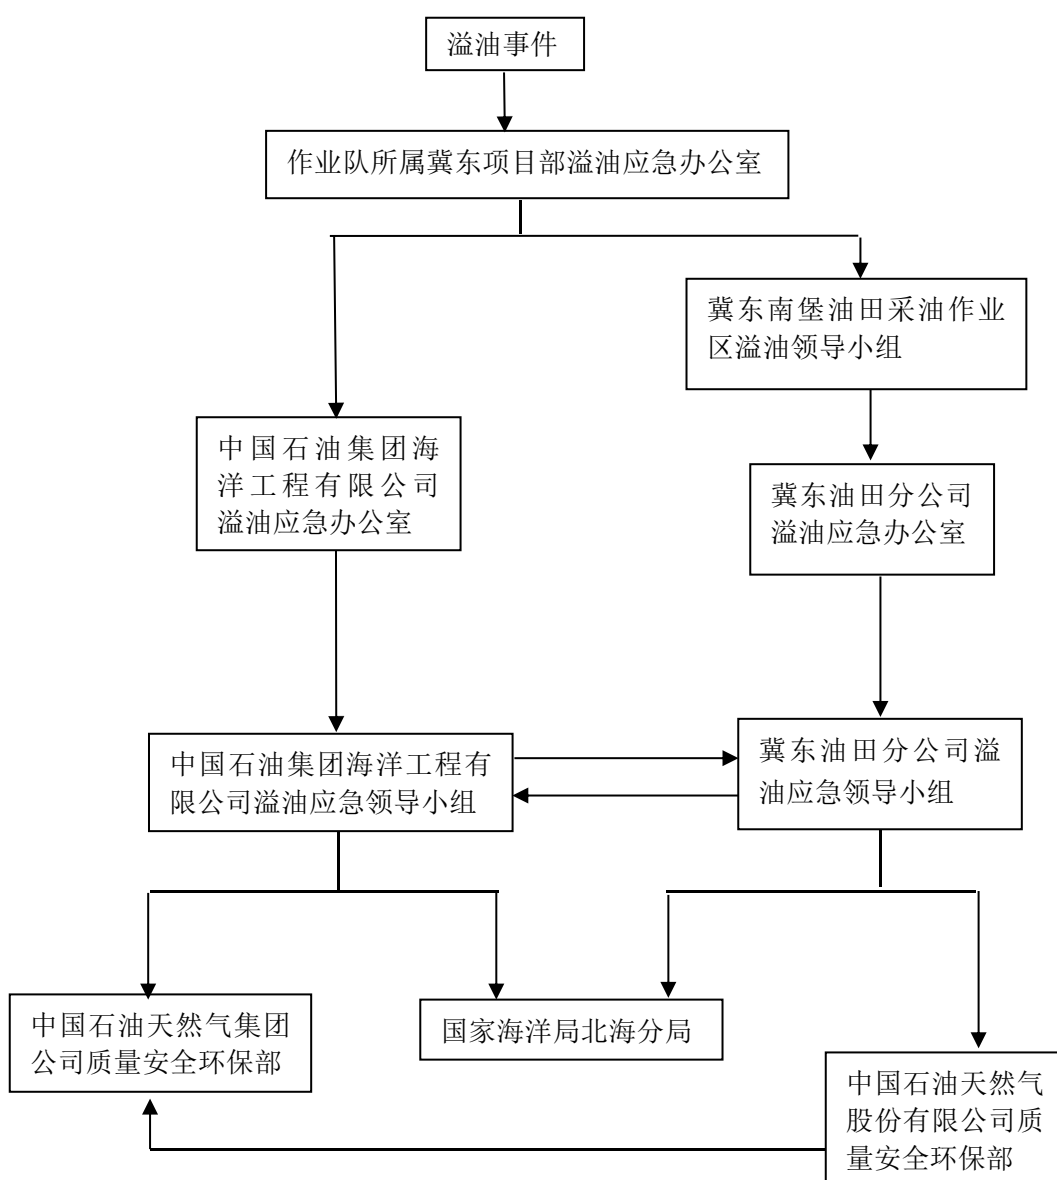 溢油事件
作业队所属冀东项目部溢油应急办公室
冀东南堡油田采油作业
区溢油领导小组
中国石油集团海
洋工程有限公司
溢油应急办公室
冀东油田分公司
溢油应急办公室
中国石油集团海洋工程有
限公司溢油应急领导小组
冀东油田分公司溢
油应急领导小组
中国石油天然气集团
公司质量安全环保部
国家海洋局北海分局
中国石油天然气
股份有限公司质
量安全环保部